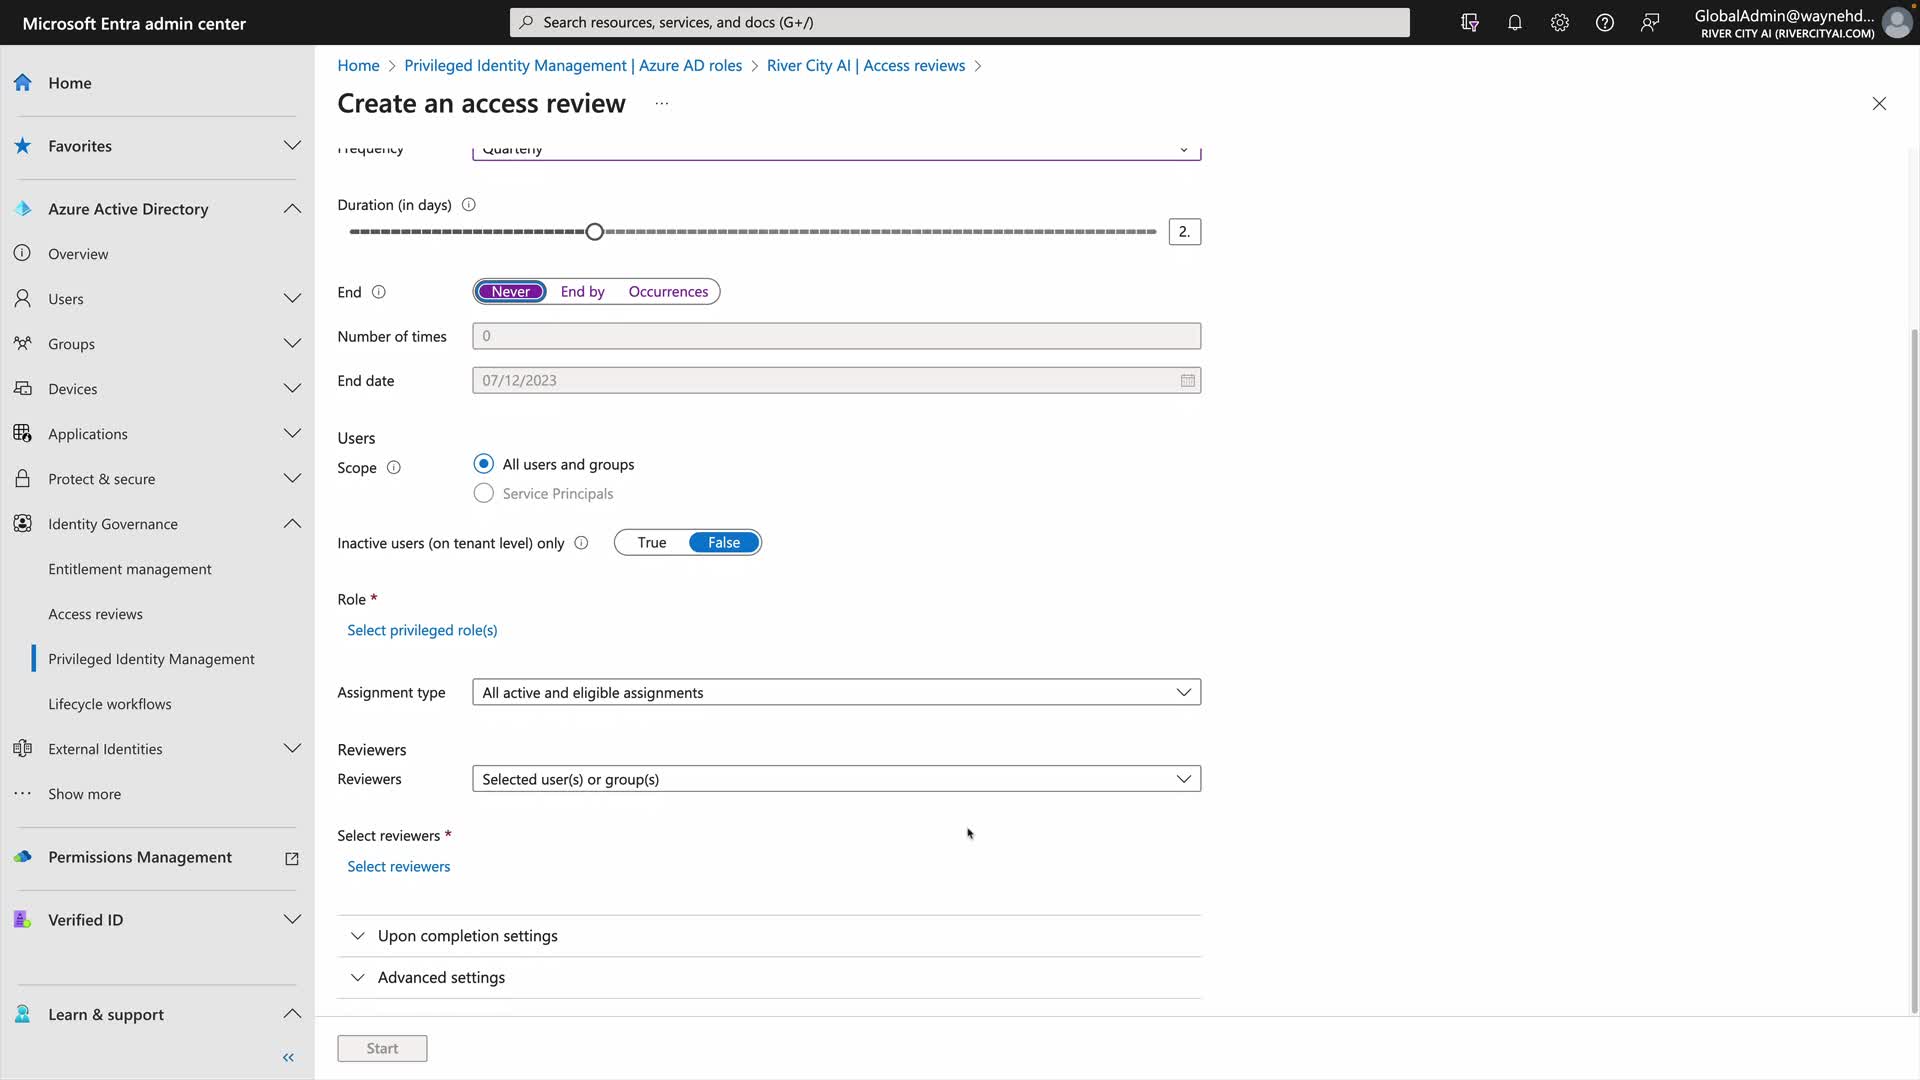 Microsoft Entra admin center
Search resources, services, and docs (G+/)
GlobalAdmin@waynehd...
RIVER CITY AI (RIVERCITYAI.COM)
Home
Favorites
Azure Active Directory
Overview
Users
Groups
Devices
Applications
Protect & secure
Identity Governance
Entitlement management
Access reviews
Privileged Identity Management
Lifecycle workflows
External Identities
Show more
Permissions Management
Verified ID
Learn & support
Home > Privileged Identity Management | Azure AD roles > River City AI | Access reviews >
Create an access review ...
Frequency Quarterly
Duration (in days) 2.
End Never End by Occurrences
Number of times 0
End date 07/12/2023
Users
Scope All users and groups
Service Principals
Inactive users (on tenant level) only True False
Role *
Select privileged role(s)
Assignment type All active and eligible assignments
Reviewers
Reviewers Selected user(s) or group(s)
Select reviewers *
Select reviewers
Upon completion settings
Advanced settings
Start